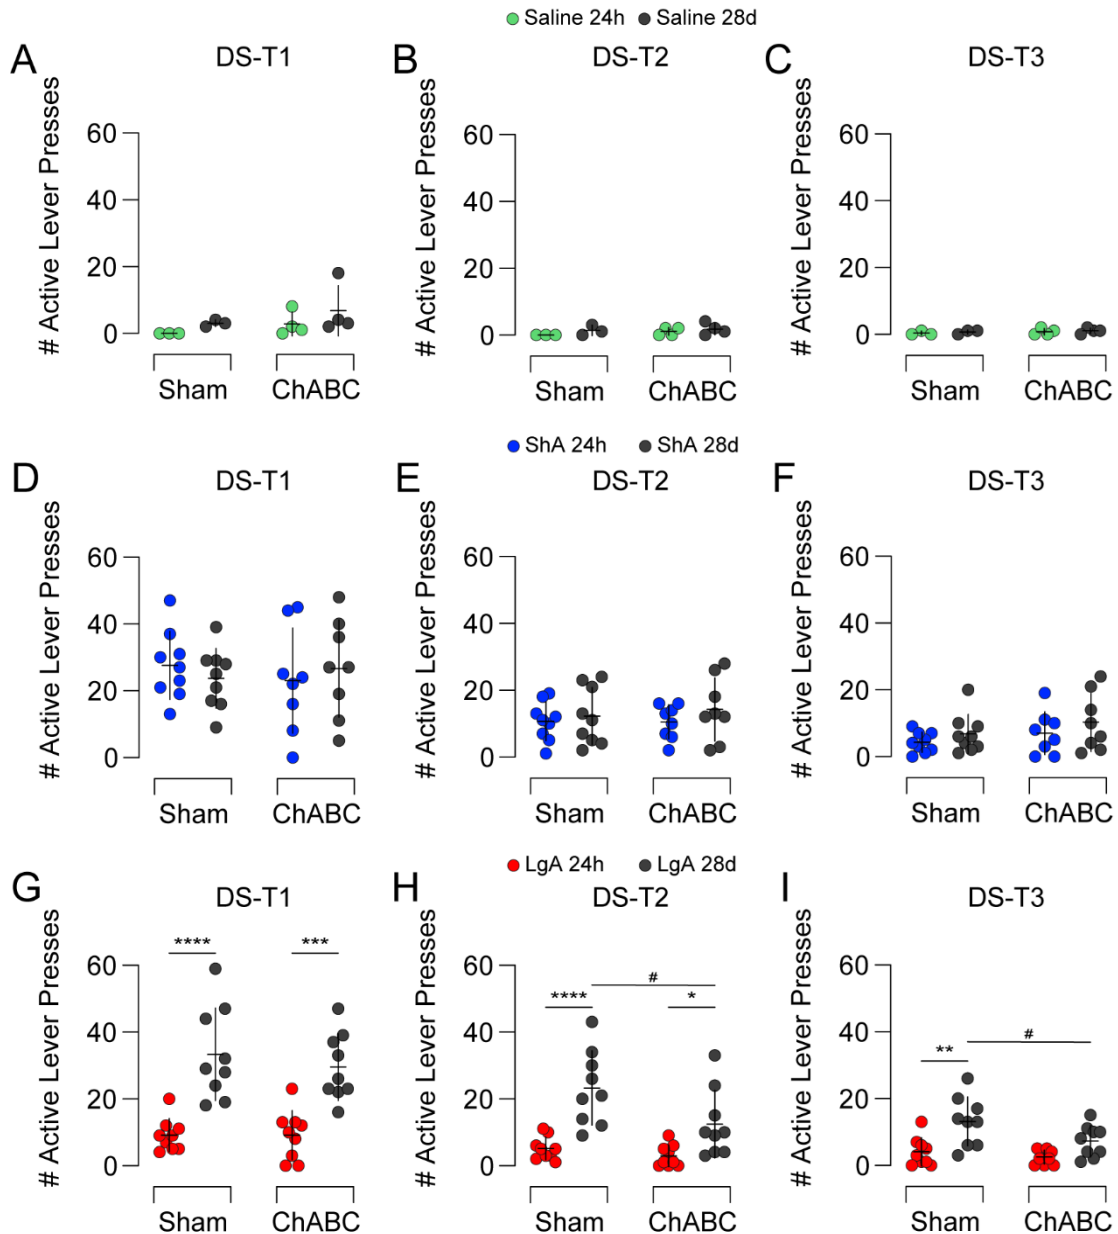 Saline 24h Saline 28d
A DS-T1 B DS-T2 C DS-T3
# Active Lever Presses
60
40
20
0
Sham ChABC
# Active Lever Presses
60
40
20
0
Sham ChABC
# Active Lever Presses
60
40
20
0
Sham ChABC
ShA 24h ShA 28d
D DS-T1 E DS-T2 F DS-T3
# Active Lever Presses
60
40
20
0
Sham ChABC
# Active Lever Presses
60
40
20
0
Sham ChABC
# Active Lever Presses
60
40
20
0
Sham ChABC
LgA 24h LgA 28d
G DS-T1 H DS-T2 I DS-T3
# Active Lever Presses
60
40
20
0
**** ***
Sham ChABC
# Active Lever Presses
60
40
20
0
#
**** *
Sham ChABC
# Active Lever Presses
60
40
20
0
#
**
Sham ChABC